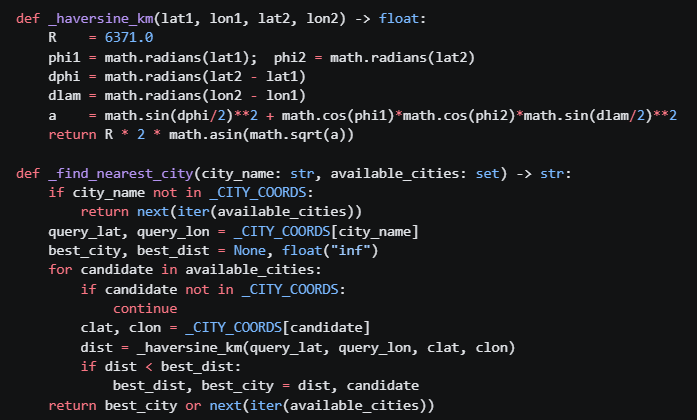 def _haversine_km(lat1, lon1, lat2, lon2) -> float:
    R    = 6371.0
    phi1 = math.radians(lat1);  phi2 = math.radians(lat2)
    dphi = math.radians(lat2 - lat1)
    dlam = math.radians(lon2 - lon1)
    a    = math.sin(dphi/2)**2 + math.cos(phi1)*math.cos(phi2)*math.sin(dlam/2)**2
    return R * 2 * math.asin(math.sqrt(a))

def _find_nearest_city(city_name: str, available_cities: set) -> str:
    if city_name not in _CITY_COORDS:
        return next(iter(available_cities))
    query_lat, query_lon = _CITY_COORDS[city_name]
    best_city, best_dist = None, float("inf")
    for candidate in available_cities:
        if candidate not in _CITY_COORDS:
            continue
        clat, clon = _CITY_COORDS[candidate]
        dist = _haversine_km(query_lat, query_lon, clat, clon)
        if dist < best_dist:
            best_dist, best_city = dist, candidate
    return best_city or next(iter(available_cities))